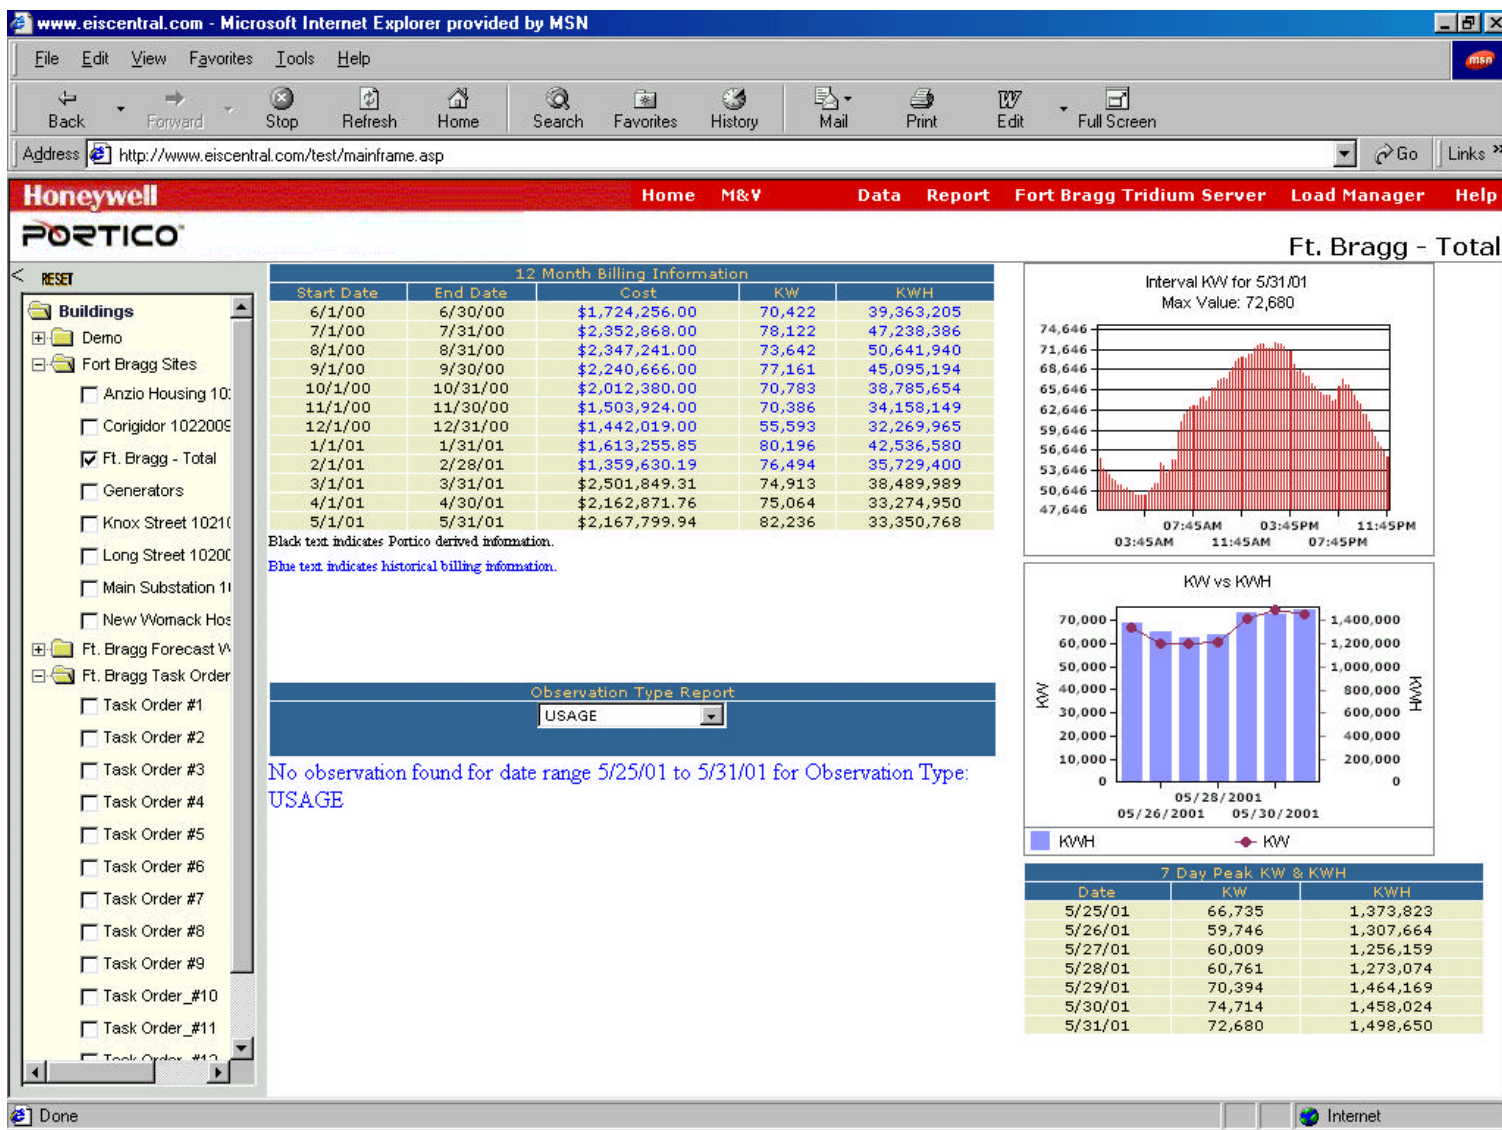 www.eiscentral.com - Microsoft Internet Explorer provided by MSN
File Edit View Favorites Tools Help
msn
Back Forward Stop Refresh Home Search Favorites History Mail Print Edit Full Screen
Address http://www.eiscentral.com/test/mainframe.asp Go Links »
Honeywell Home M&V Data Report Fort Bragg Tridium Server Load Manager Help
PORTICO
Ft. Bragg - Total
< RESET
Buildings
Demo
Fort Bragg Sites
Anzio Housing 10
Corigidor 1022009
Ft. Bragg - Total
Generators
Knox Street 1021
Long Street 1020
Main Substation 1
New Womack Hos
Ft. Bragg Forecast
Ft. Bragg Task Order
Task Order #1
Task Order #2
Task Order #3
Task Order #4
Task Order #5
Task Order #6
Task Order #7
Task Order #8
Task Order #9
Task Order_#10
Task Order_#11
Task Order_#12
12 Month Billing Information
Start Date End Date Cost KW KWH
6/1/00 6/30/00 $1,724,256.00 70,422 39,363,205
7/1/00 7/31/00 $2,352,868.00 78,122 47,238,386
8/1/00 8/31/00 $2,347,241.00 73,642 50,641,940
9/1/00 9/30/00 $2,240,666.00 77,161 45,095,194
10/1/00 10/31/00 $2,012,380.00 70,783 38,785,654
11/1/00 11/30/00 $1,503,924.00 70,386 34,158,149
12/1/00 12/31/00 $1,442,019.00 55,593 32,269,965
1/1/01 1/31/01 $1,613,255.85 80,196 42,536,580
2/1/01 2/28/01 $1,359,630.19 76,494 35,729,400
3/1/01 3/31/01 $2,501,849.31 74,913 38,489,989
4/1/01 4/30/01 $2,162,871.76 75,064 33,274,950
5/1/01 5/31/01 $2,167,799.94 82,236 33,350,768
Black text indicates Portico derived information.
Blue text indicates historical billing information.
Observation Type Report
USAGE
No observation found for date range 5/25/01 to 5/31/01 for Observation Type:
USAGE
Interval KW for 5/31/01
Max Value: 72,680
74,646
71,646
68,646
65,646
62,646
59,646
56,646
53,646
50,646
47,646
07:45AM 03:45PM 11:45PM
03:45AM 11:45AM 07:45PM
KW vs KWH
70,000 1,400,000
60,000 1,200,000
50,000 1,000,000
40,000 800,000
30,000 600,000
20,000 400,000
10,000 200,000
0 0
KW
KWH
05/28/2001
05/26/2001 05/30/2001
KWH KW
7 Day Peak KW & KWH
Date KW KWH
5/25/01 66,735 1,373,823
5/26/01 59,746 1,307,664
5/27/01 60,009 1,256,159
5/28/01 60,761 1,273,074
5/29/01 70,394 1,464,169
5/30/01 74,714 1,458,024
5/31/01 72,680 1,498,650
Done Internet